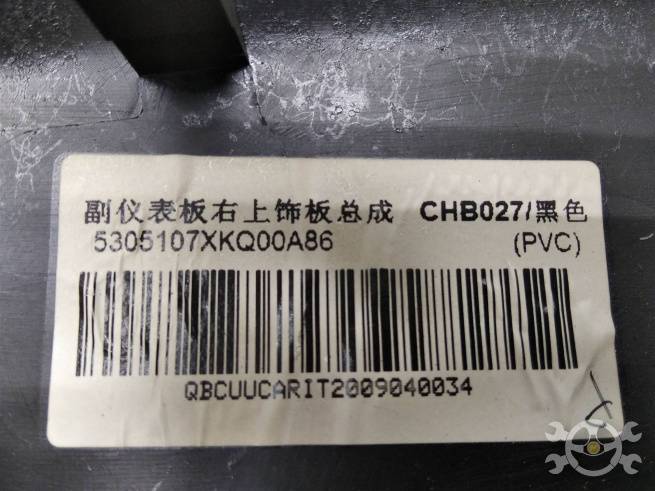 副仪表板右上饰板总成 CHB027/黑色
5305107XKQ00A86 (PVC)
QBCUUCARIT2009040034